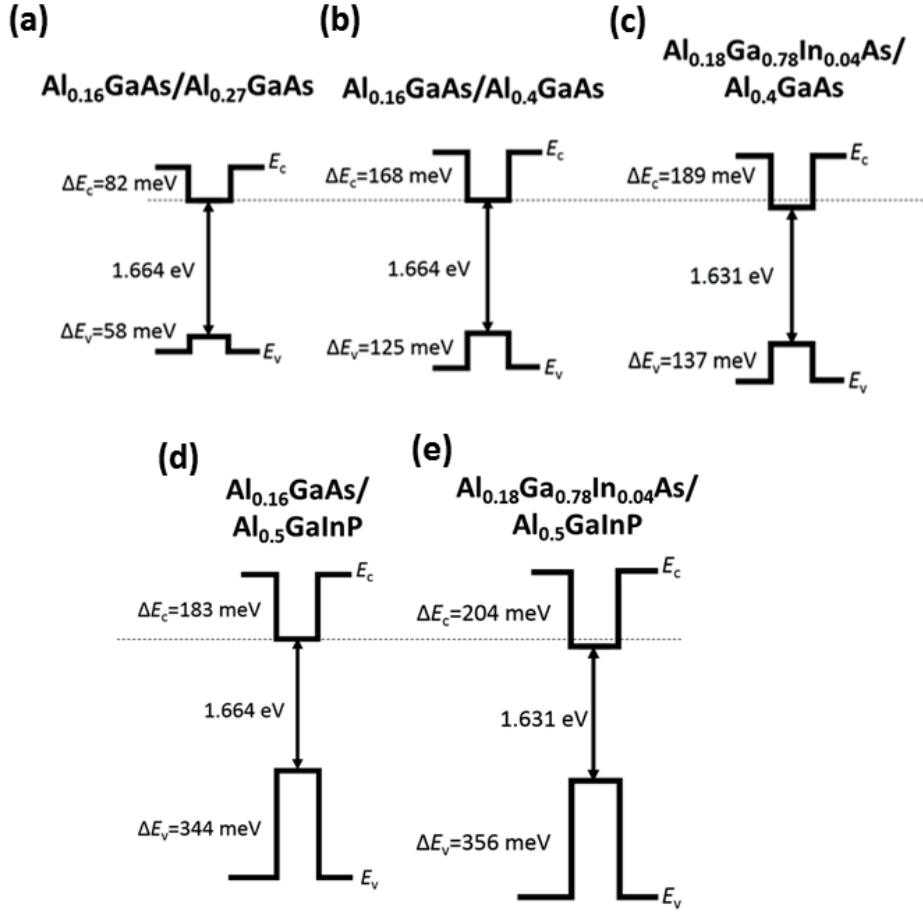 (a)
Al0.16GaAs/Al0.27GaAs
Ec
ΔEc=82 meV
1.664 eV
ΔEv=58 meV
Ev
(b)
Al0.16GaAs/Al0.4GaAs
Ec
ΔEc=168 meV
1.664 eV
ΔEv=125 meV
Ev
(c)
Al0.18Ga0.78In0.04As/
Al0.4GaAs
Ec
ΔEc=189 meV
1.631 eV
ΔEv=137 meV
Ev
(d)
Al0.16GaAs/
Al0.5GaInP
Ec
ΔEc=183 meV
1.664 eV
ΔEv=344 meV
Ev
(e)
Al0.18Ga0.78In0.04As/
Al0.5GaInP
Ec
ΔEc=204 meV
1.631 eV
ΔEv=356 meV
Ev